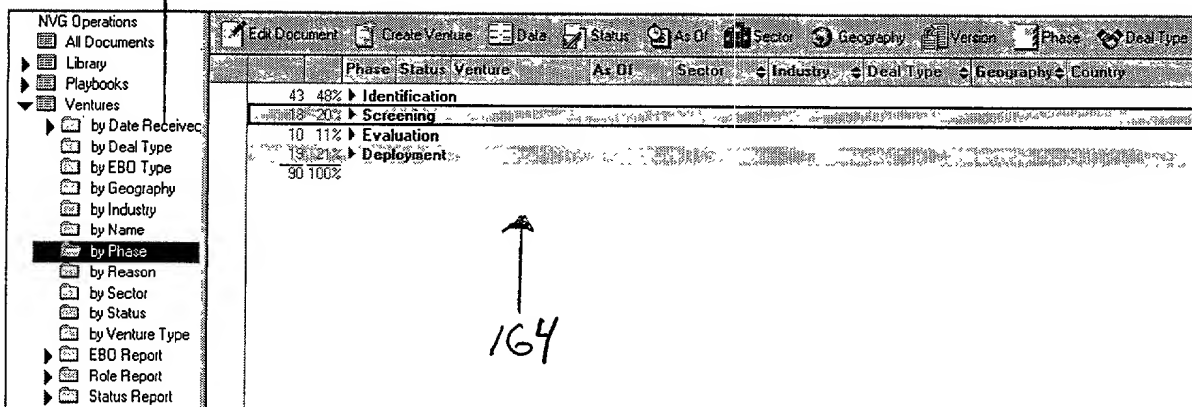 NVG Operations
All Documents
Library
Playbooks
Ventures
by Date Receivec
by Deal Type
by EBO Type
by Geography
by Industry
by Name
by Phase
by Reason
by Sector
by Status
by Venture Type
EBO Report
Role Report
Status Report
Edit Document Create Venture Data Status As Of Sector Geography Version Phase Deal Type
Phase Status Venture As Of Sector Industry Deal Type Geography Country
43 48% Identification
18 20% Screening
10 11% Evaluation
19 21% Deployment
90 100%
164